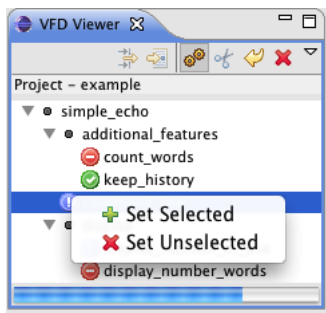 VFD Viewer
Project – example
simple_echo
additional_features
count_words
keep_history
Set Selected
Set Unselected
display_number_words